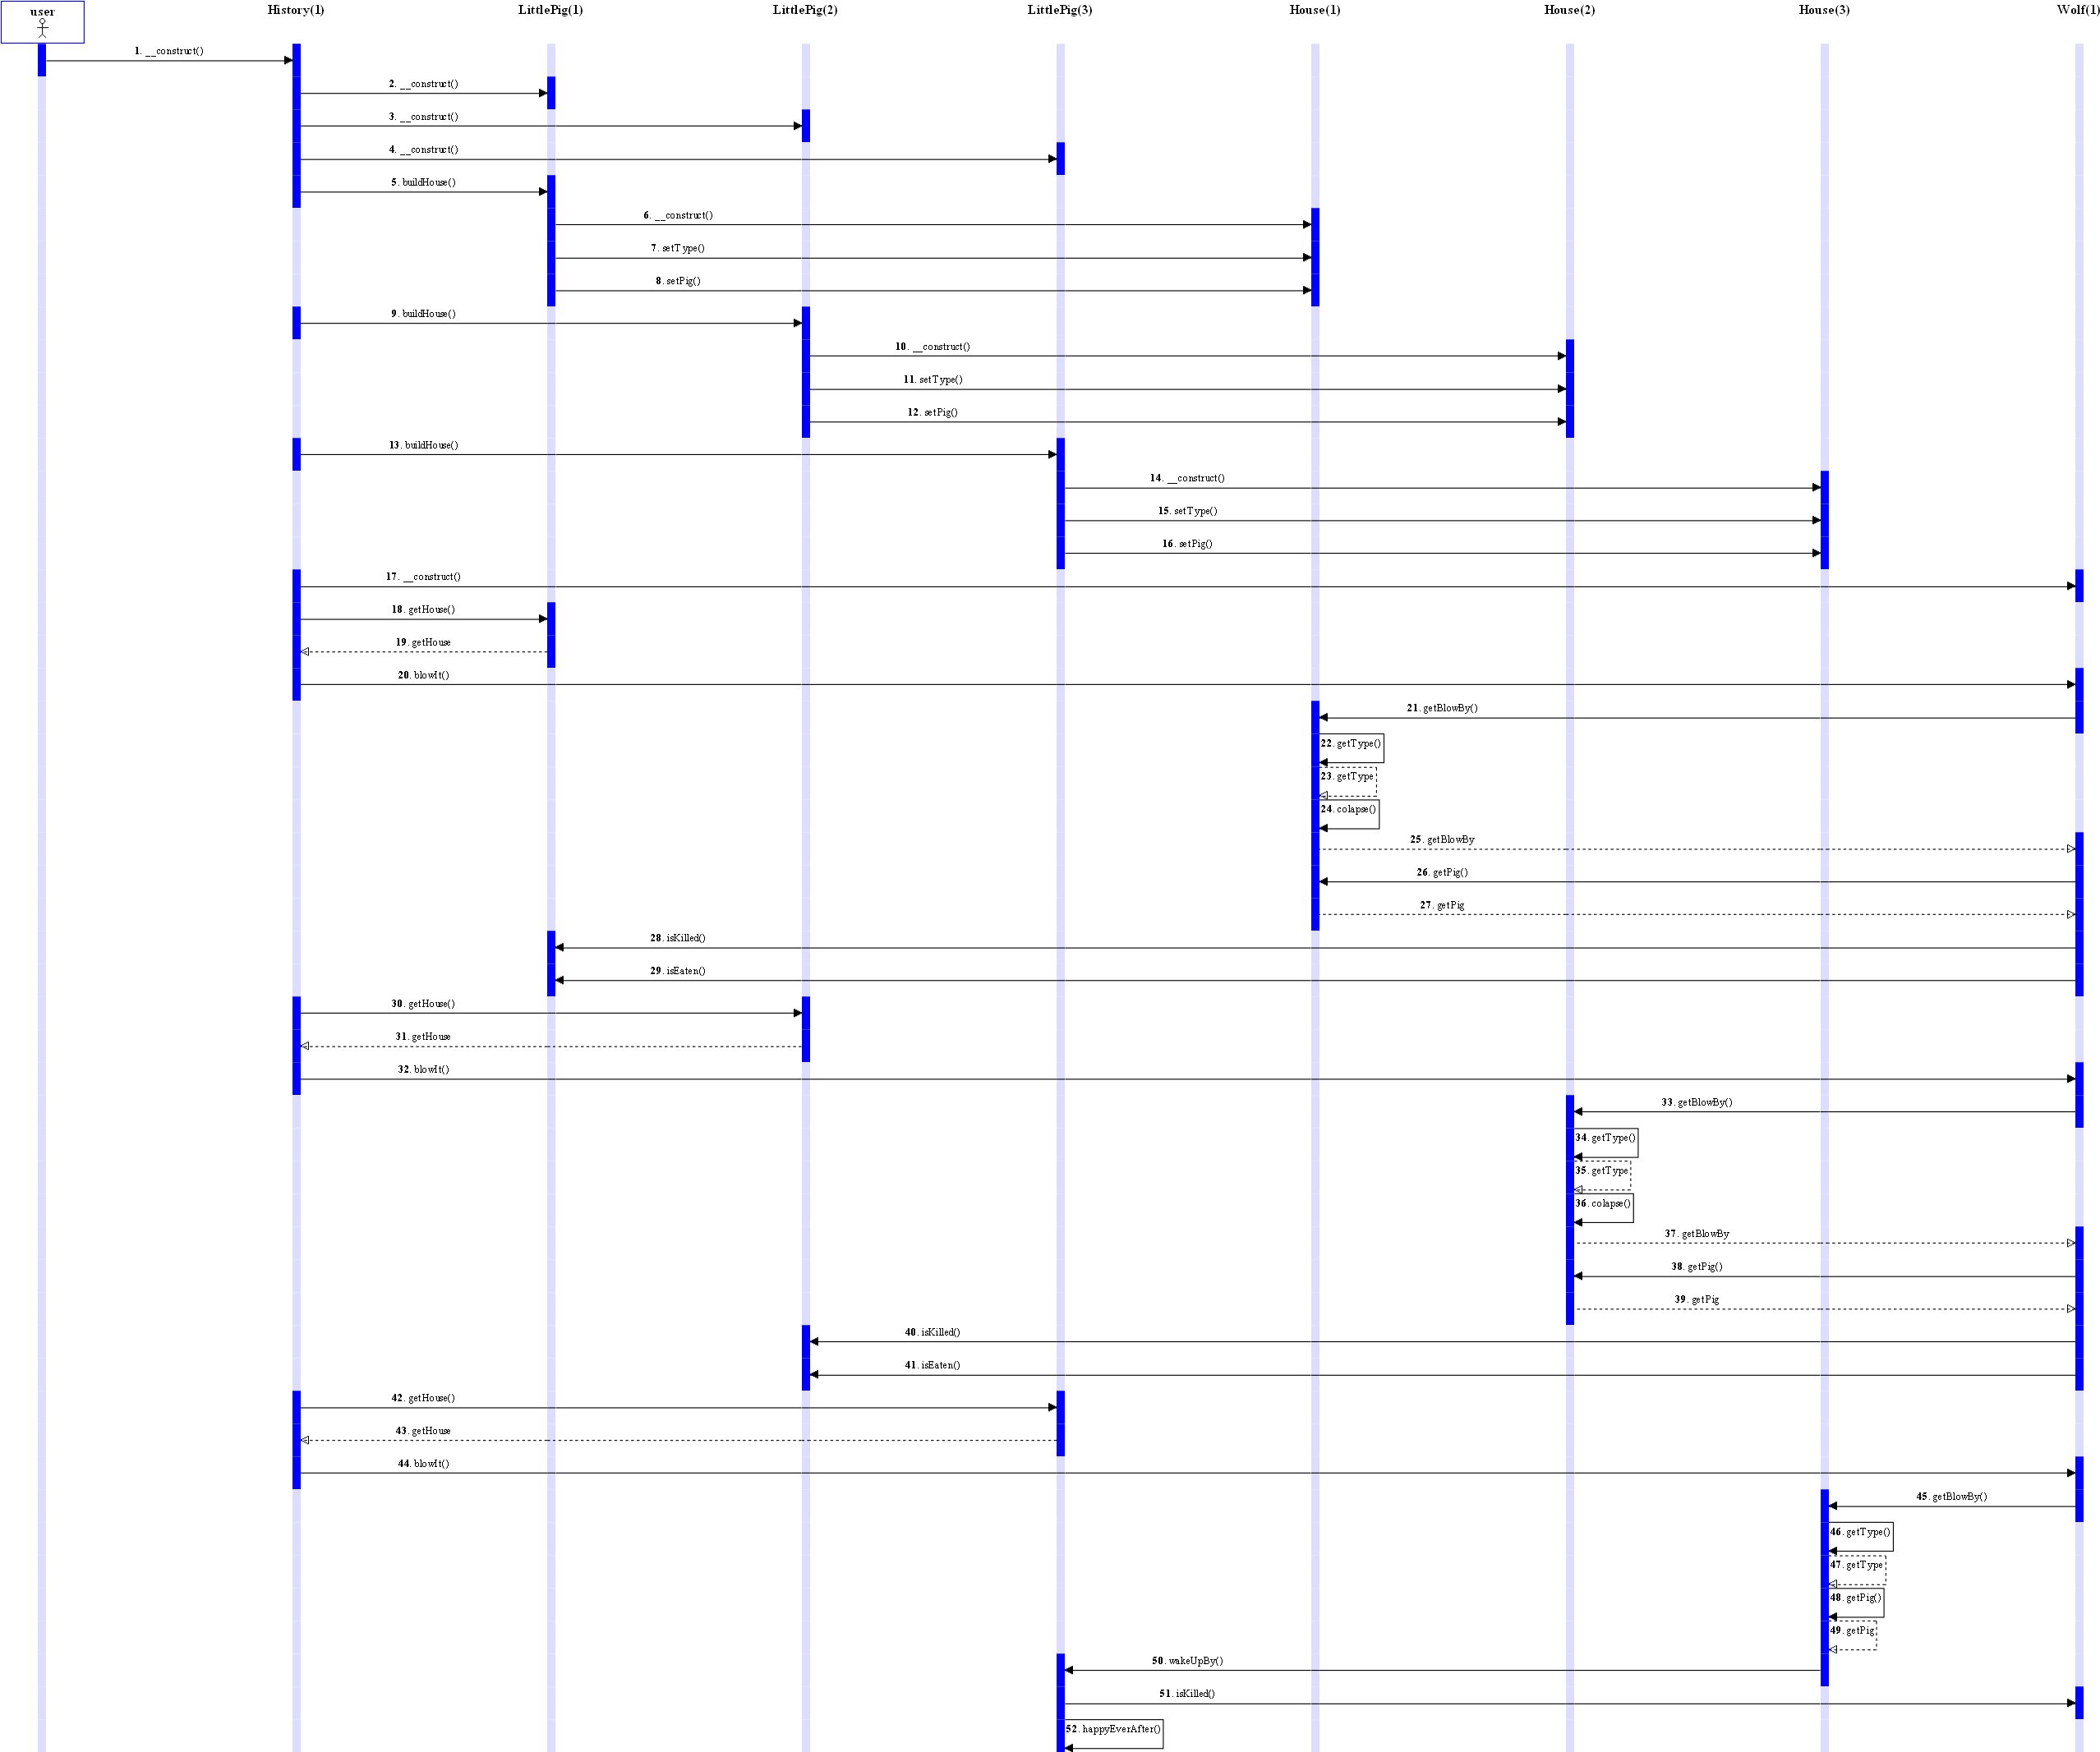 user
History(1)
LittlePig(1)
LittlePig(2)
LittlePig(3)
House(1)
House(2)
House(3)
Wolf(1)
1. __construct()
2. __construct()
3. __construct()
4. __construct()
5. buildHouse()
6. __construct()
7. setType()
8. setPig()
9. buildHouse()
10. __construct()
11. setType()
12. setPig()
13. buildHouse()
14. __construct()
15. setType()
16. setPig()
17. __construct()
18. getHouse()
19. getHouse
20. blowIt()
21. getBlowBy()
22. getType()
23. getType
24. colapse()
25. getBlowBy
26. getPig()
27. getPig
28. isKilled()
29. isEaten()
30. getHouse()
31. getHouse
32. blowIt()
33. getBlowBy()
34. getType()
35. getType
36. colapse()
37. getBlowBy
38. getPig()
39. getPig
40. isKilled()
41. isEaten()
42. getHouse()
43. getHouse
44. blowIt()
45. getBlowBy()
46. getType()
47. getType
48. getPig()
49. getPig
50. wakeUpBy()
51. isKilled()
52. happyEverAfter()